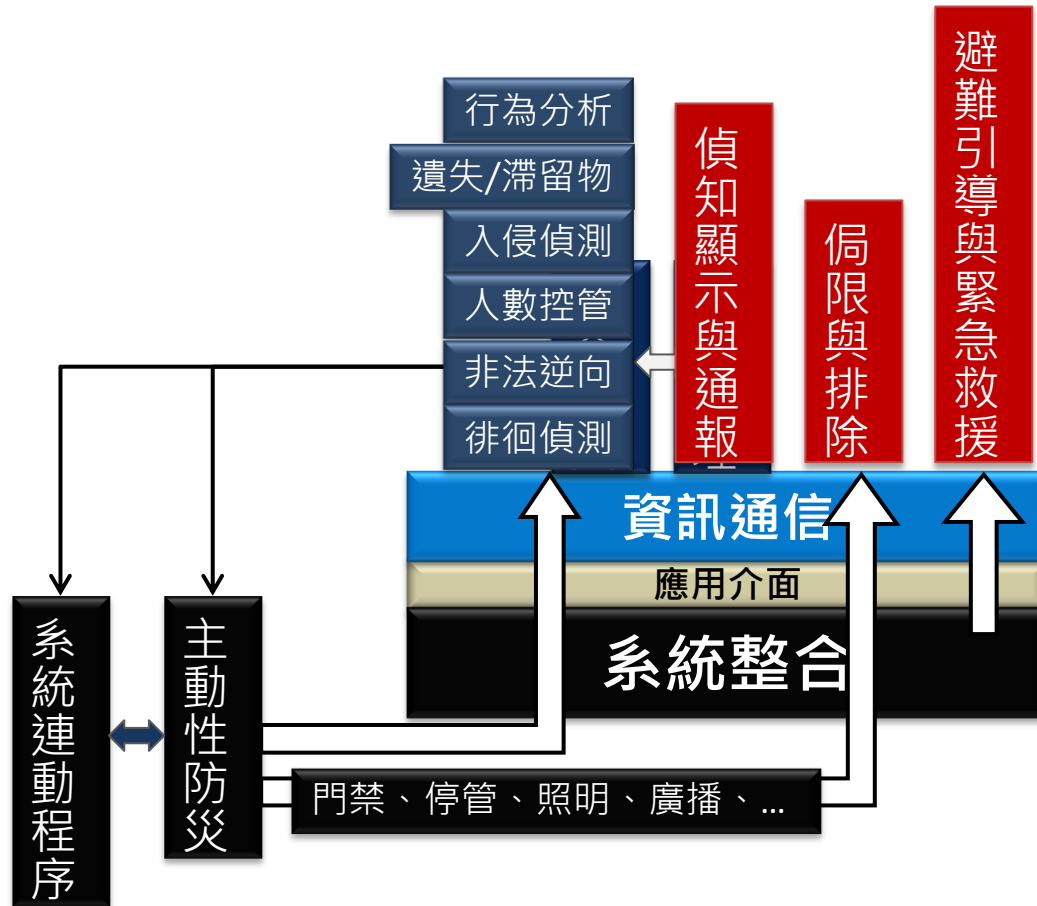 避難引導與緊急救援
行為分析
偵知顯示與通報
遺失/滯留物
侷限與排除
入侵偵測
人數控管
非法逆向
徘徊偵測
資訊通信
應用介面
系統整合
系統連動程序
主動性防災
門禁、停管、照明、廣播、...